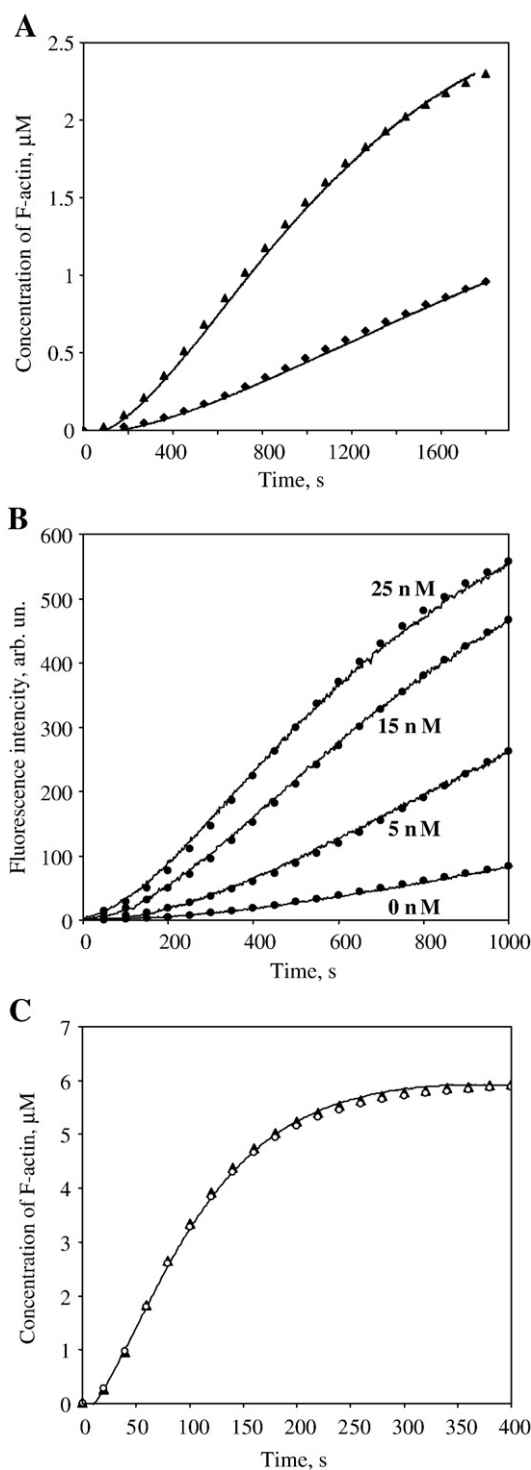 A
Concentration of F-actin, μM
2.5
2
1.5
1
0.5
0
0 400 800 1200 1600
Time, s
B
Fluorescence intencity, arb. un.
600
500
400
300
200
100
0
25 n M
15 n M
5 n M
0 n M
0 200 400 600 800 1000
Time, s
C
Concentration of F-actin, μM
7
6
5
4
3
2
1
0
0 50 100 150 200 250 300 350 400
Time, s